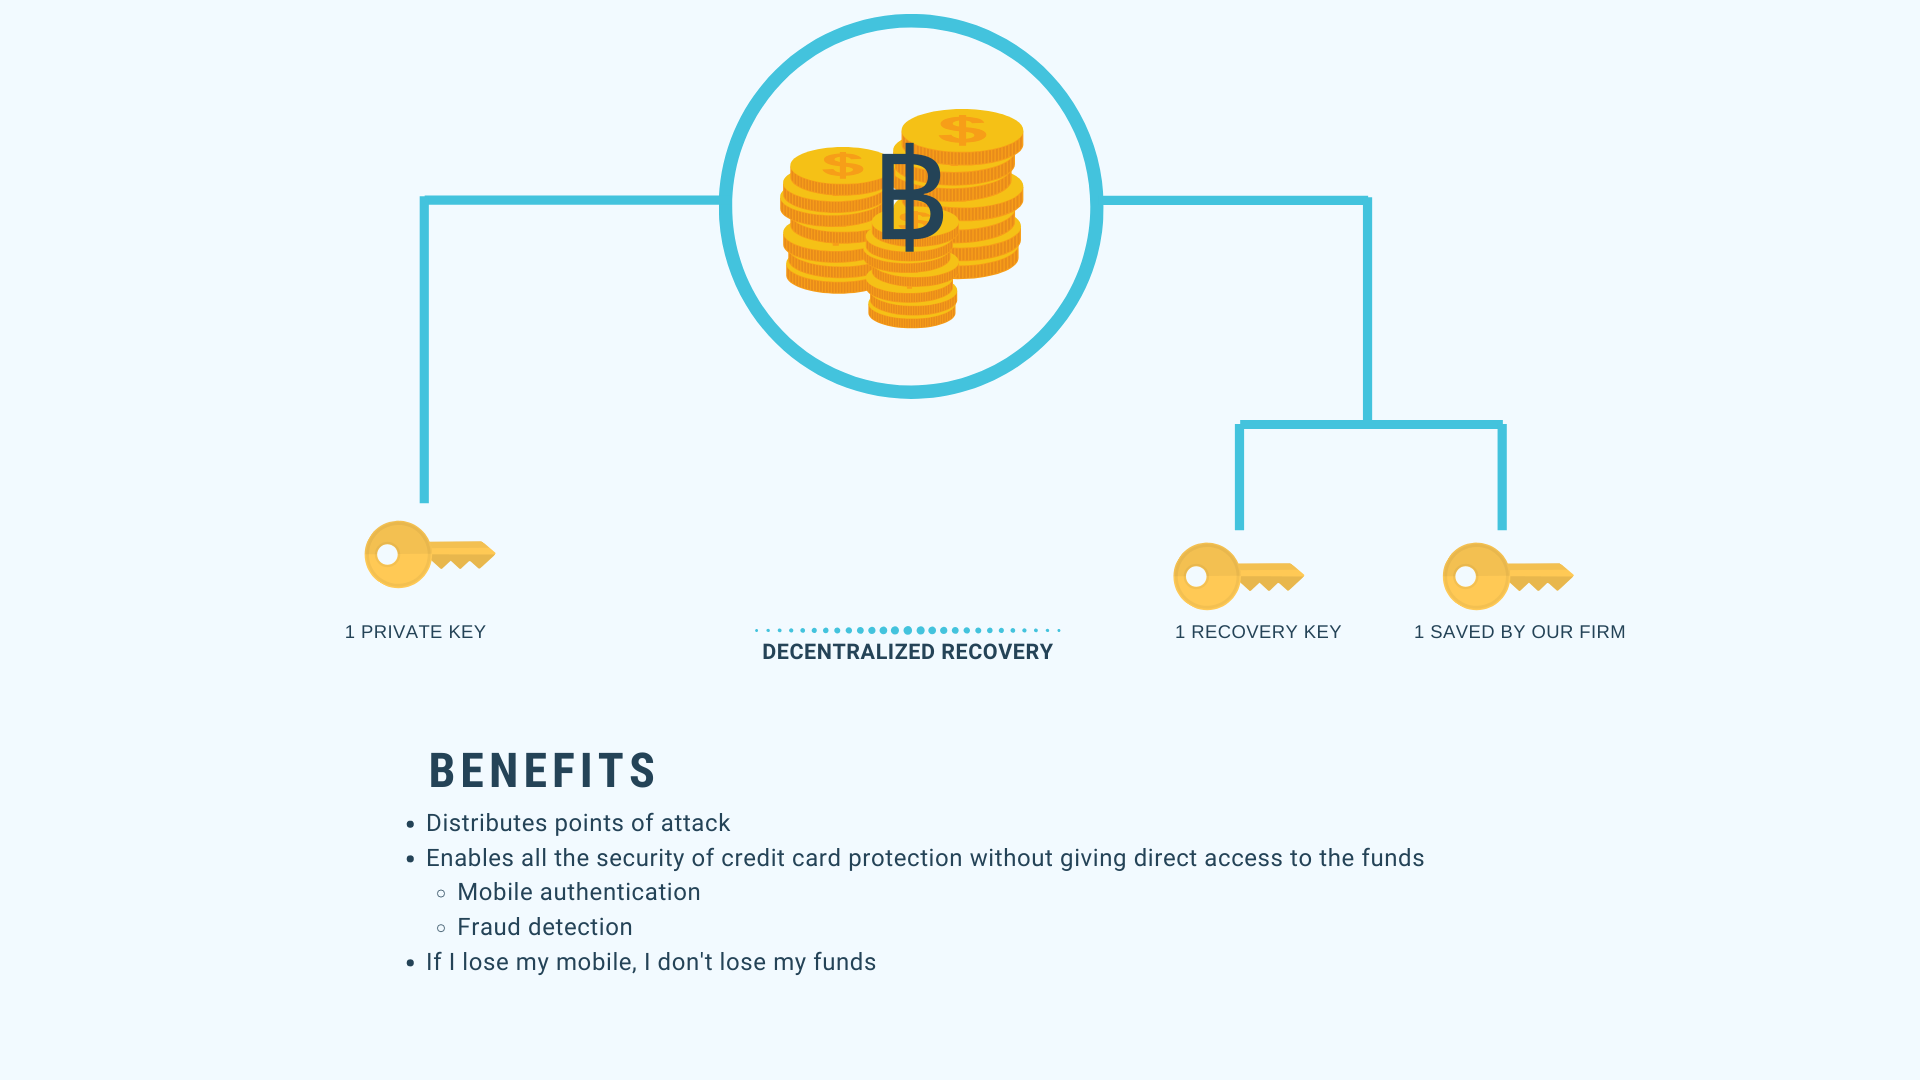 ฿
1 PRIVATE KEY
1 RECOVERY KEY
1 SAVED BY OUR FIRM
DECENTRALIZED RECOVERY
BENEFITS
• Distributes points of attack
• Enables all the security of credit card protection without giving direct access to the funds
◦ Mobile authentication
◦ Fraud detection
• If I lose my mobile, I don't lose my funds